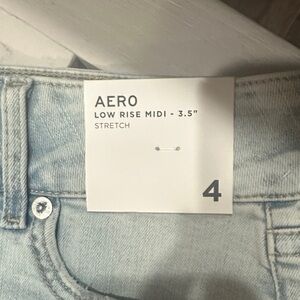 AERO
LOW RISE MIDI - 3.5"
STRETCH
4